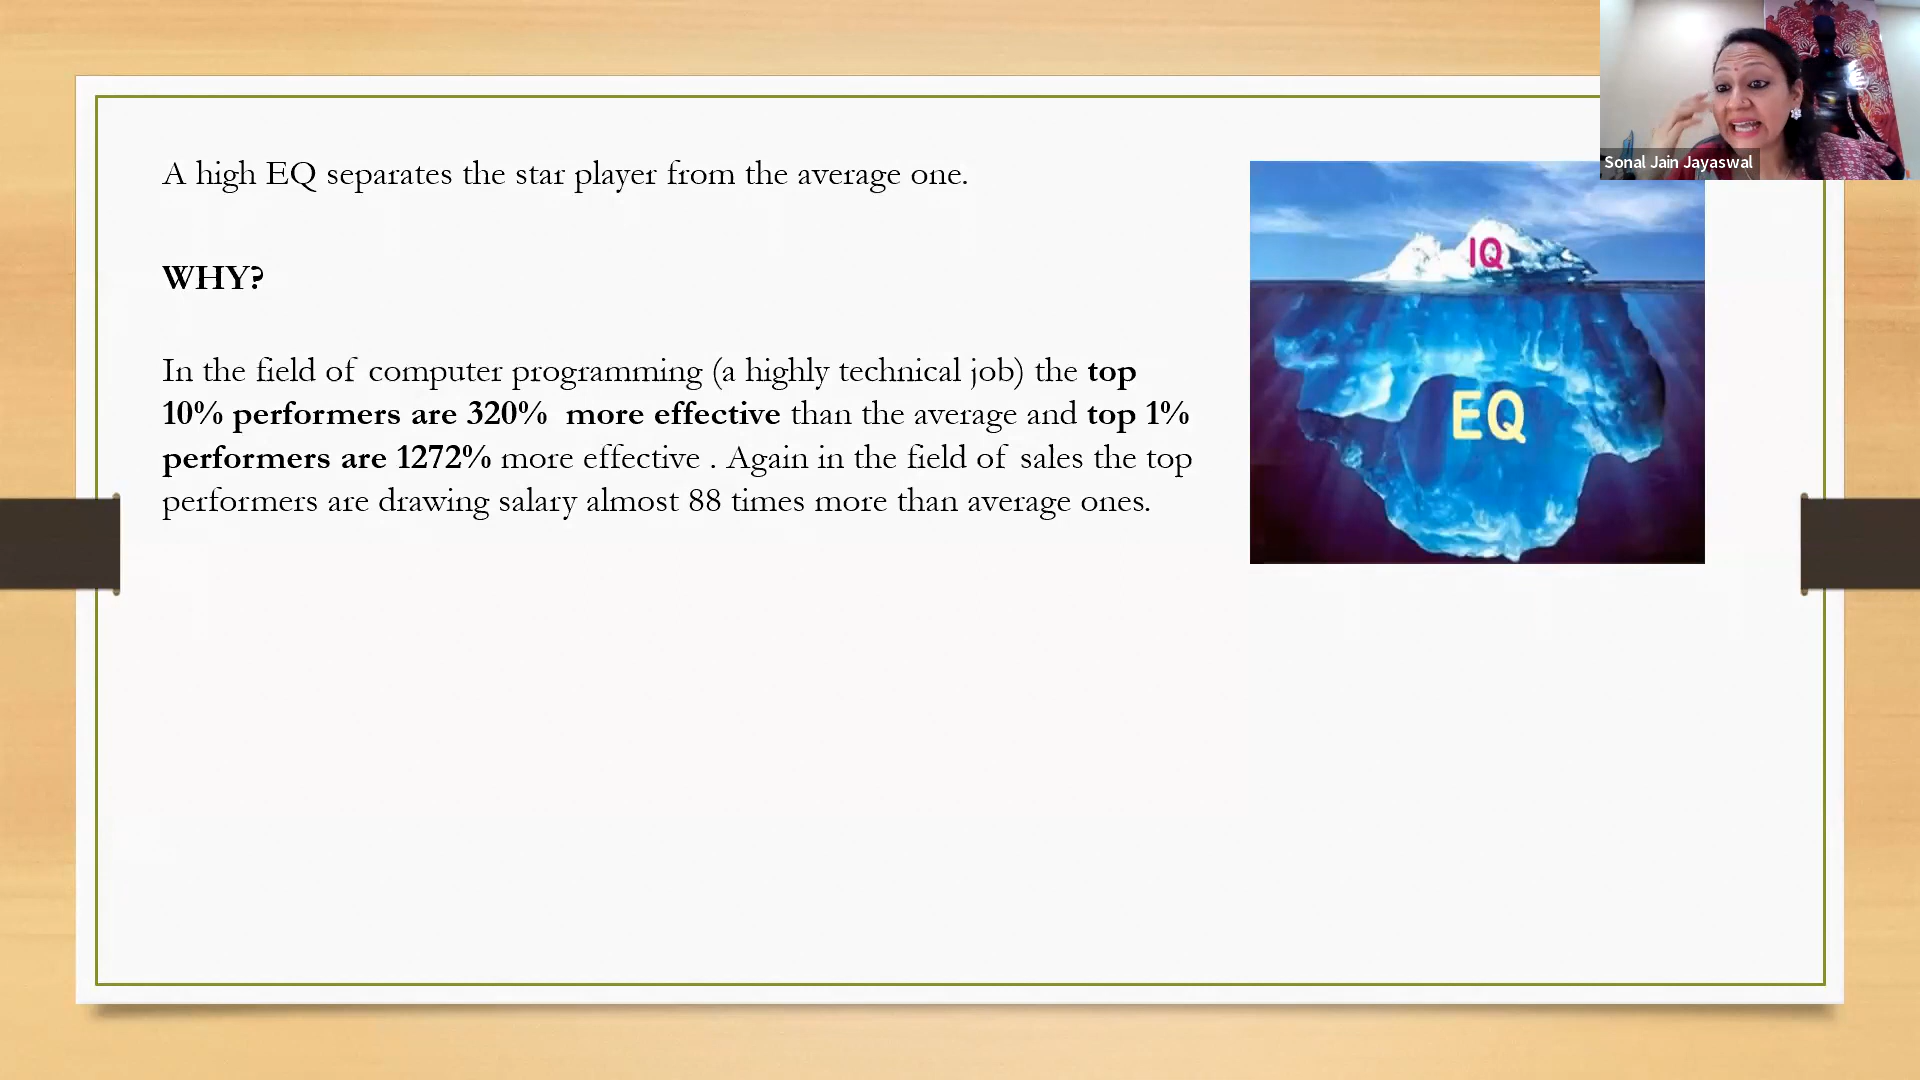 A high EQ separates the star player from the average one.
WHY?
In the field of computer programming (a highly technical job) the top
10% performers are 320% more effective than the average and top 1%
performers are 1272% more effective . Again in the field of sales the top
performers are drawing salary almost 88 times more than average ones.
IQ
EQ
Sonal Jain Jayaswal